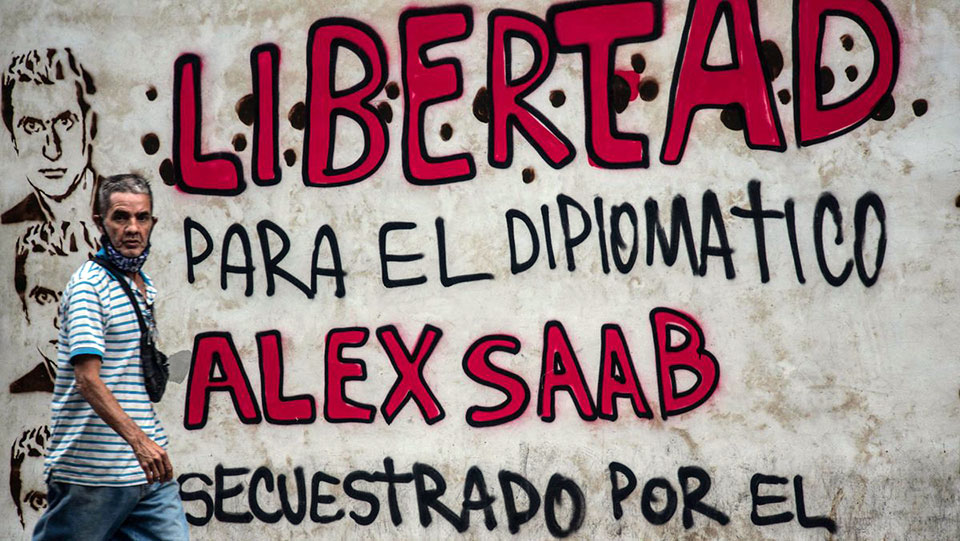 LIBERTAD
PARA EL DIPLOMATICO
ALEX SAAB
SECUESTRADO POR EL